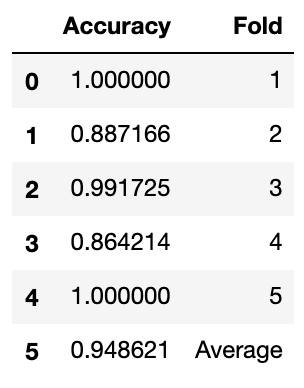 Accuracy Fold
0 1.000000 1
1 0.887166 2
2 0.991725 3
3 0.864214 4
4 1.000000 5
5 0.948621 Average